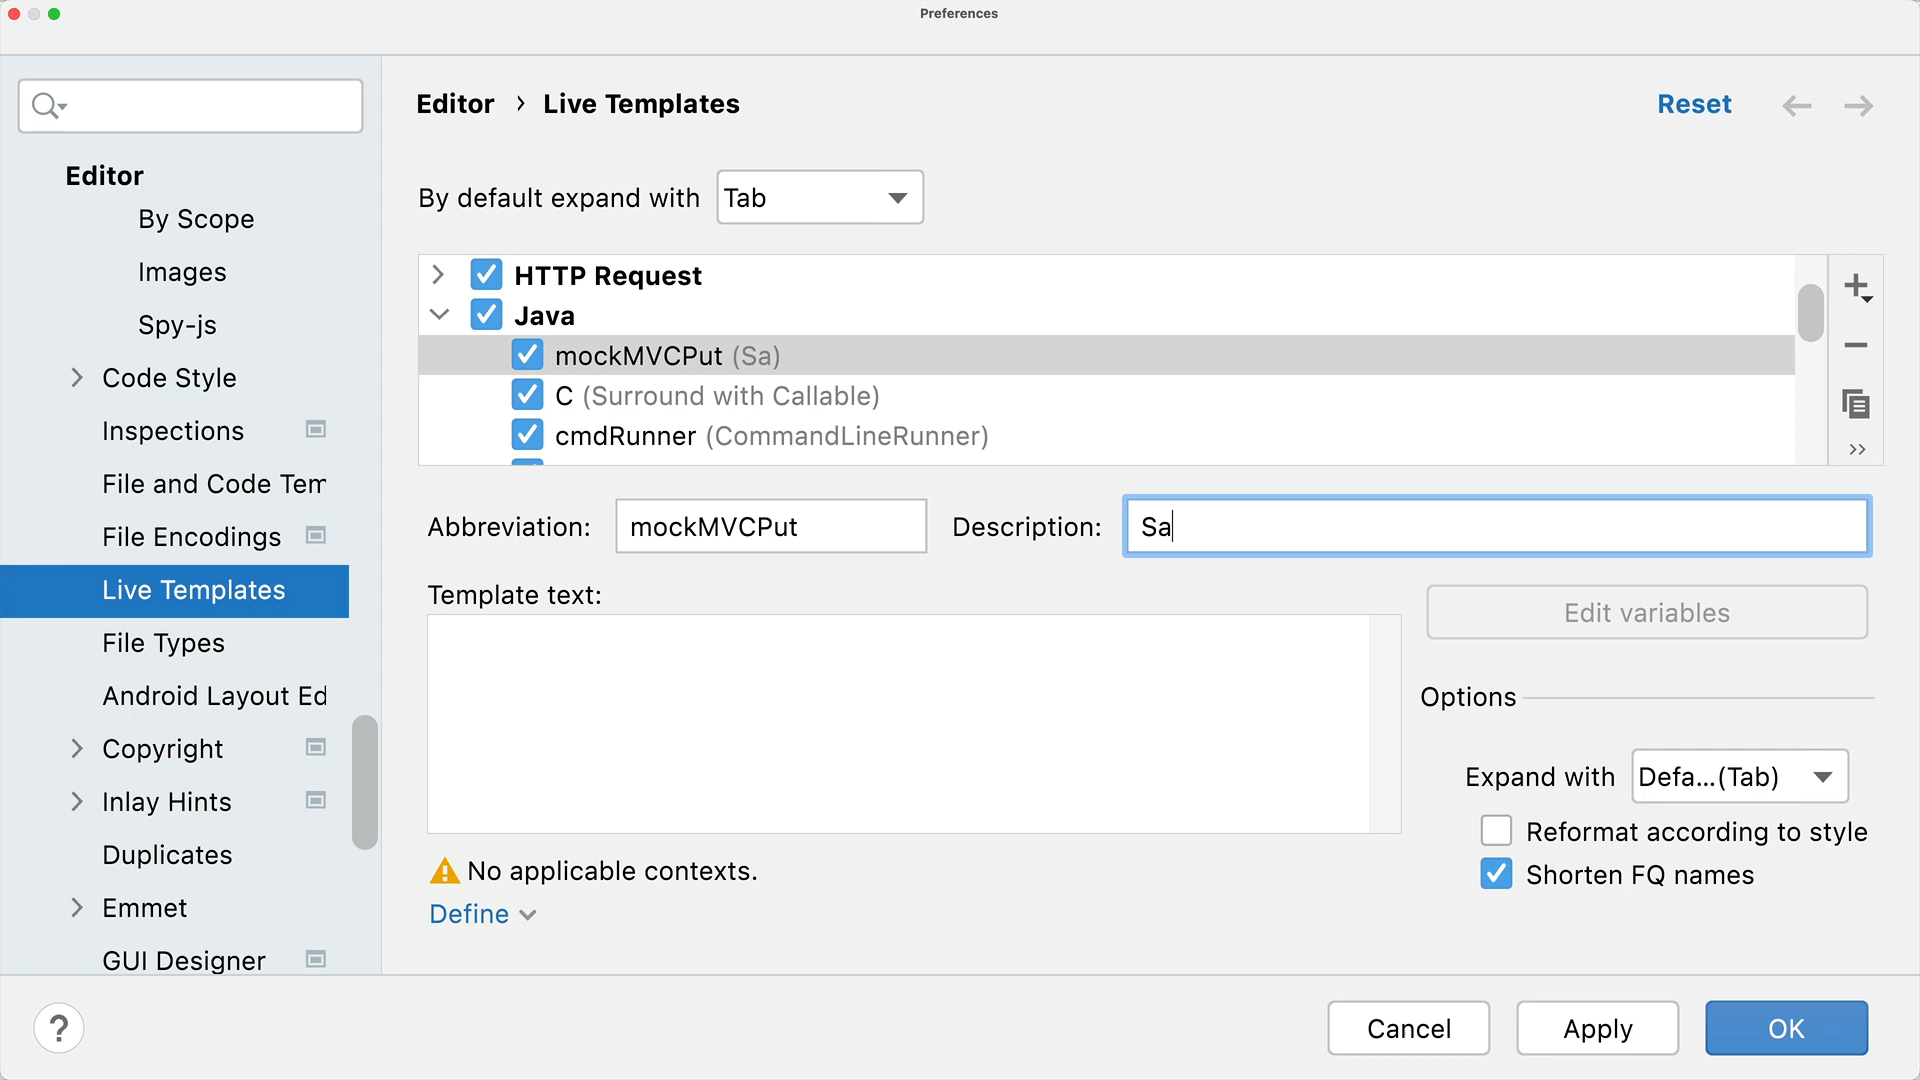 Preferences
Editor
By Scope
Images
Spy-js
Code Style
Inspections
File and Code Tem
File Encodings
Live Templates
File Types
Android Layout Ed
Copyright
Inlay Hints
Duplicates
Emmet
GUI Designer
Editor › Live Templates
Reset
By default expand with Tab
HTTP Request
Java
mockMVCPut (Sa)
C (Surround with Callable)
cmdRunner (CommandLineRunner)
Abbreviation: mockMVCPut Description: Sa
Template text:
Edit variables
Options
Expand with Defa...(Tab)
Reformat according to style
Shorten FQ names
No applicable contexts.
Define
? Cancel Apply OK